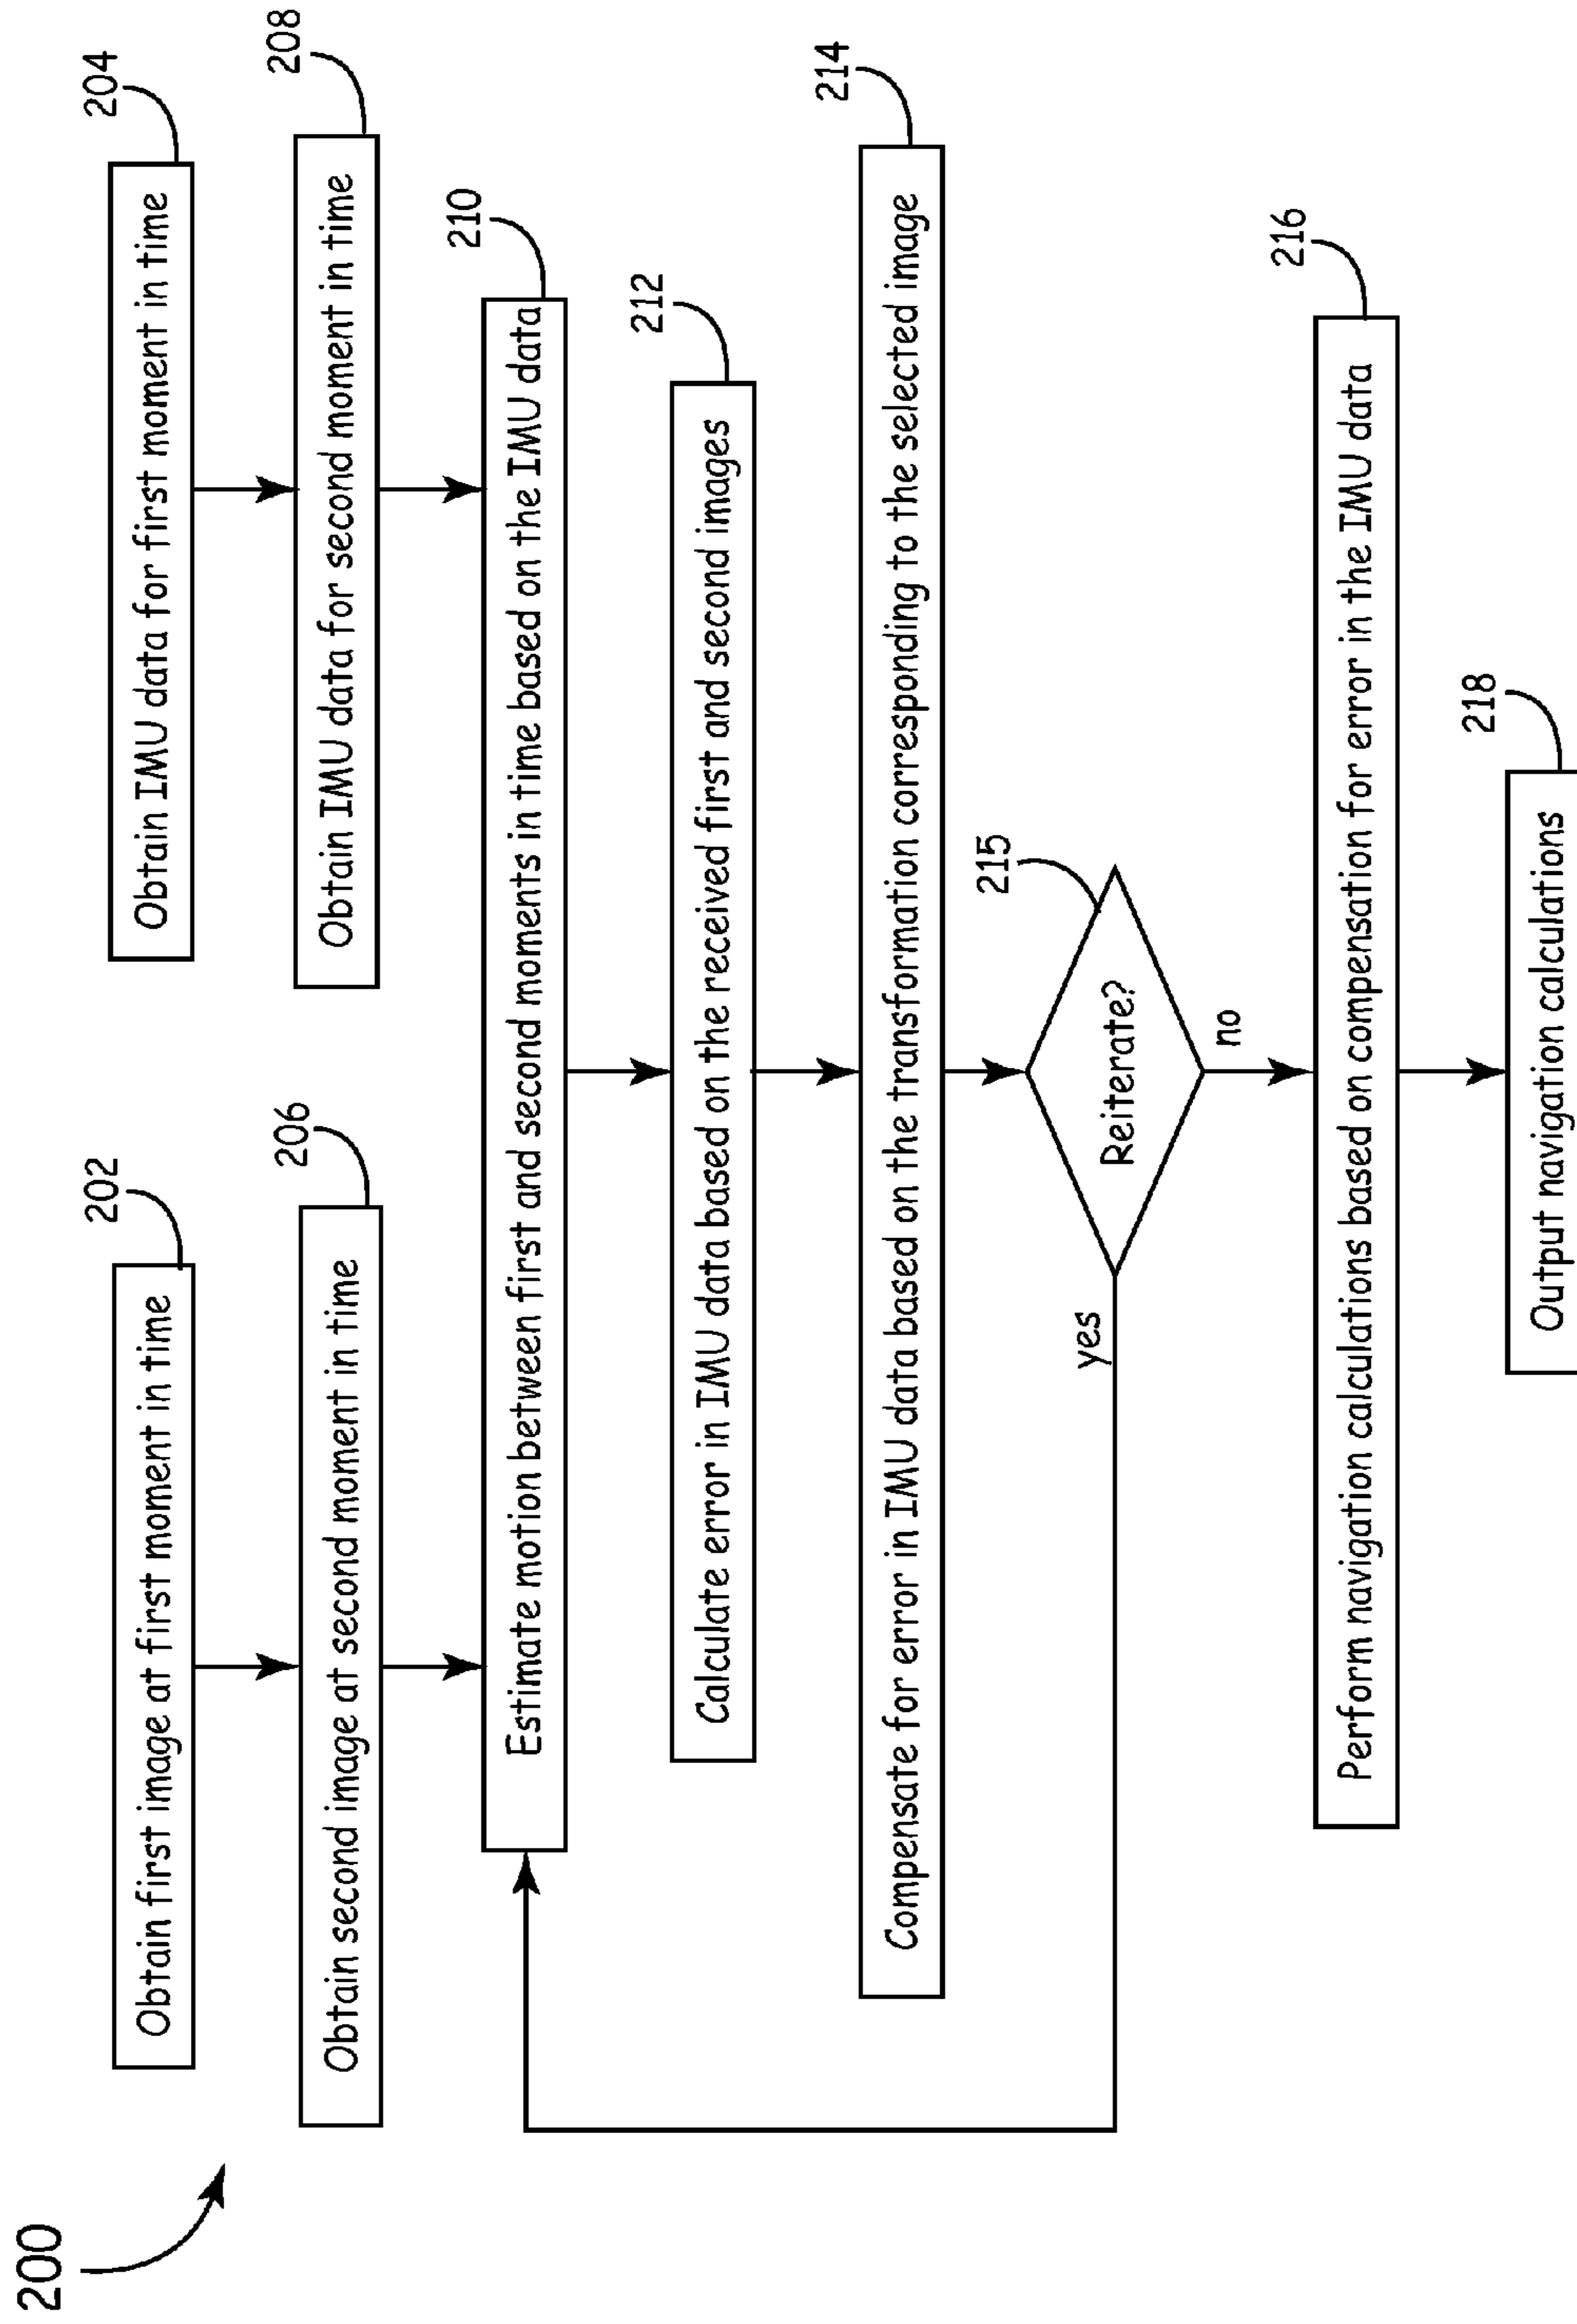 200
202
Obtain first image at first moment in time
204
Obtain IMU data for first moment in time
206
Obtain second image at second moment in time
208
Obtain IMU data for second moment in time
210
Estimate motion between first and second moments in time based on the IMU data
212
Calculate error in IMU data based on the received first and second images
214
Compensate for error in IMU data based on the transformation corresponding to the selected image
215
Reiterate?
yes
no
216
Perform navigation calculations based on compensation for error in the IMU data
218
Output navigation calculations